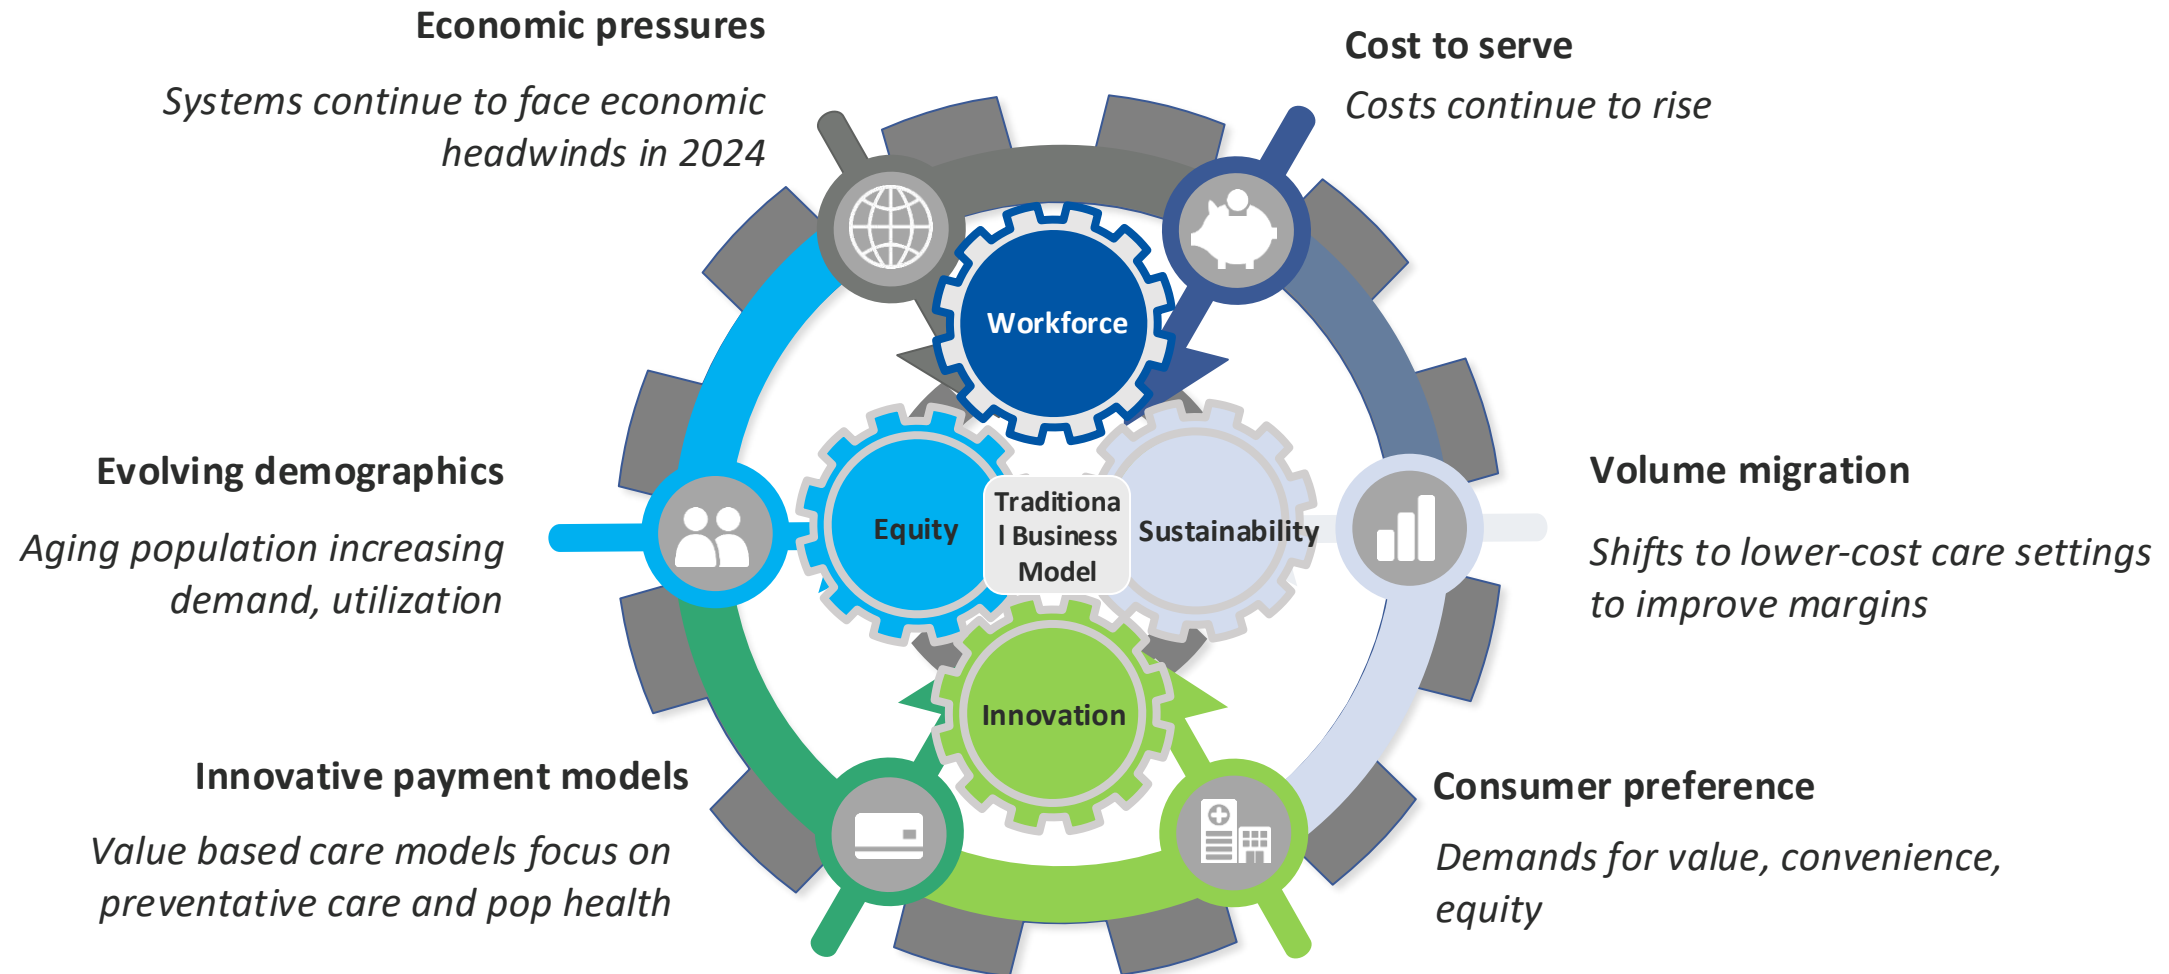 Economic pressures
Systems continue to face economic
headwinds in 2024
Cost to serve
Costs continue to rise
Workforce
Evolving demographics
Aging population increasing
demand, utilization
Equity
Traditiona
l Business
Model
Sustainability
Volume migration
Shifts to lower-cost care settings
to improve margins
Innovation
Innovative payment models
Value based care models focus on
preventative care and pop health
Consumer preference
Demands for value, convenience,
equity